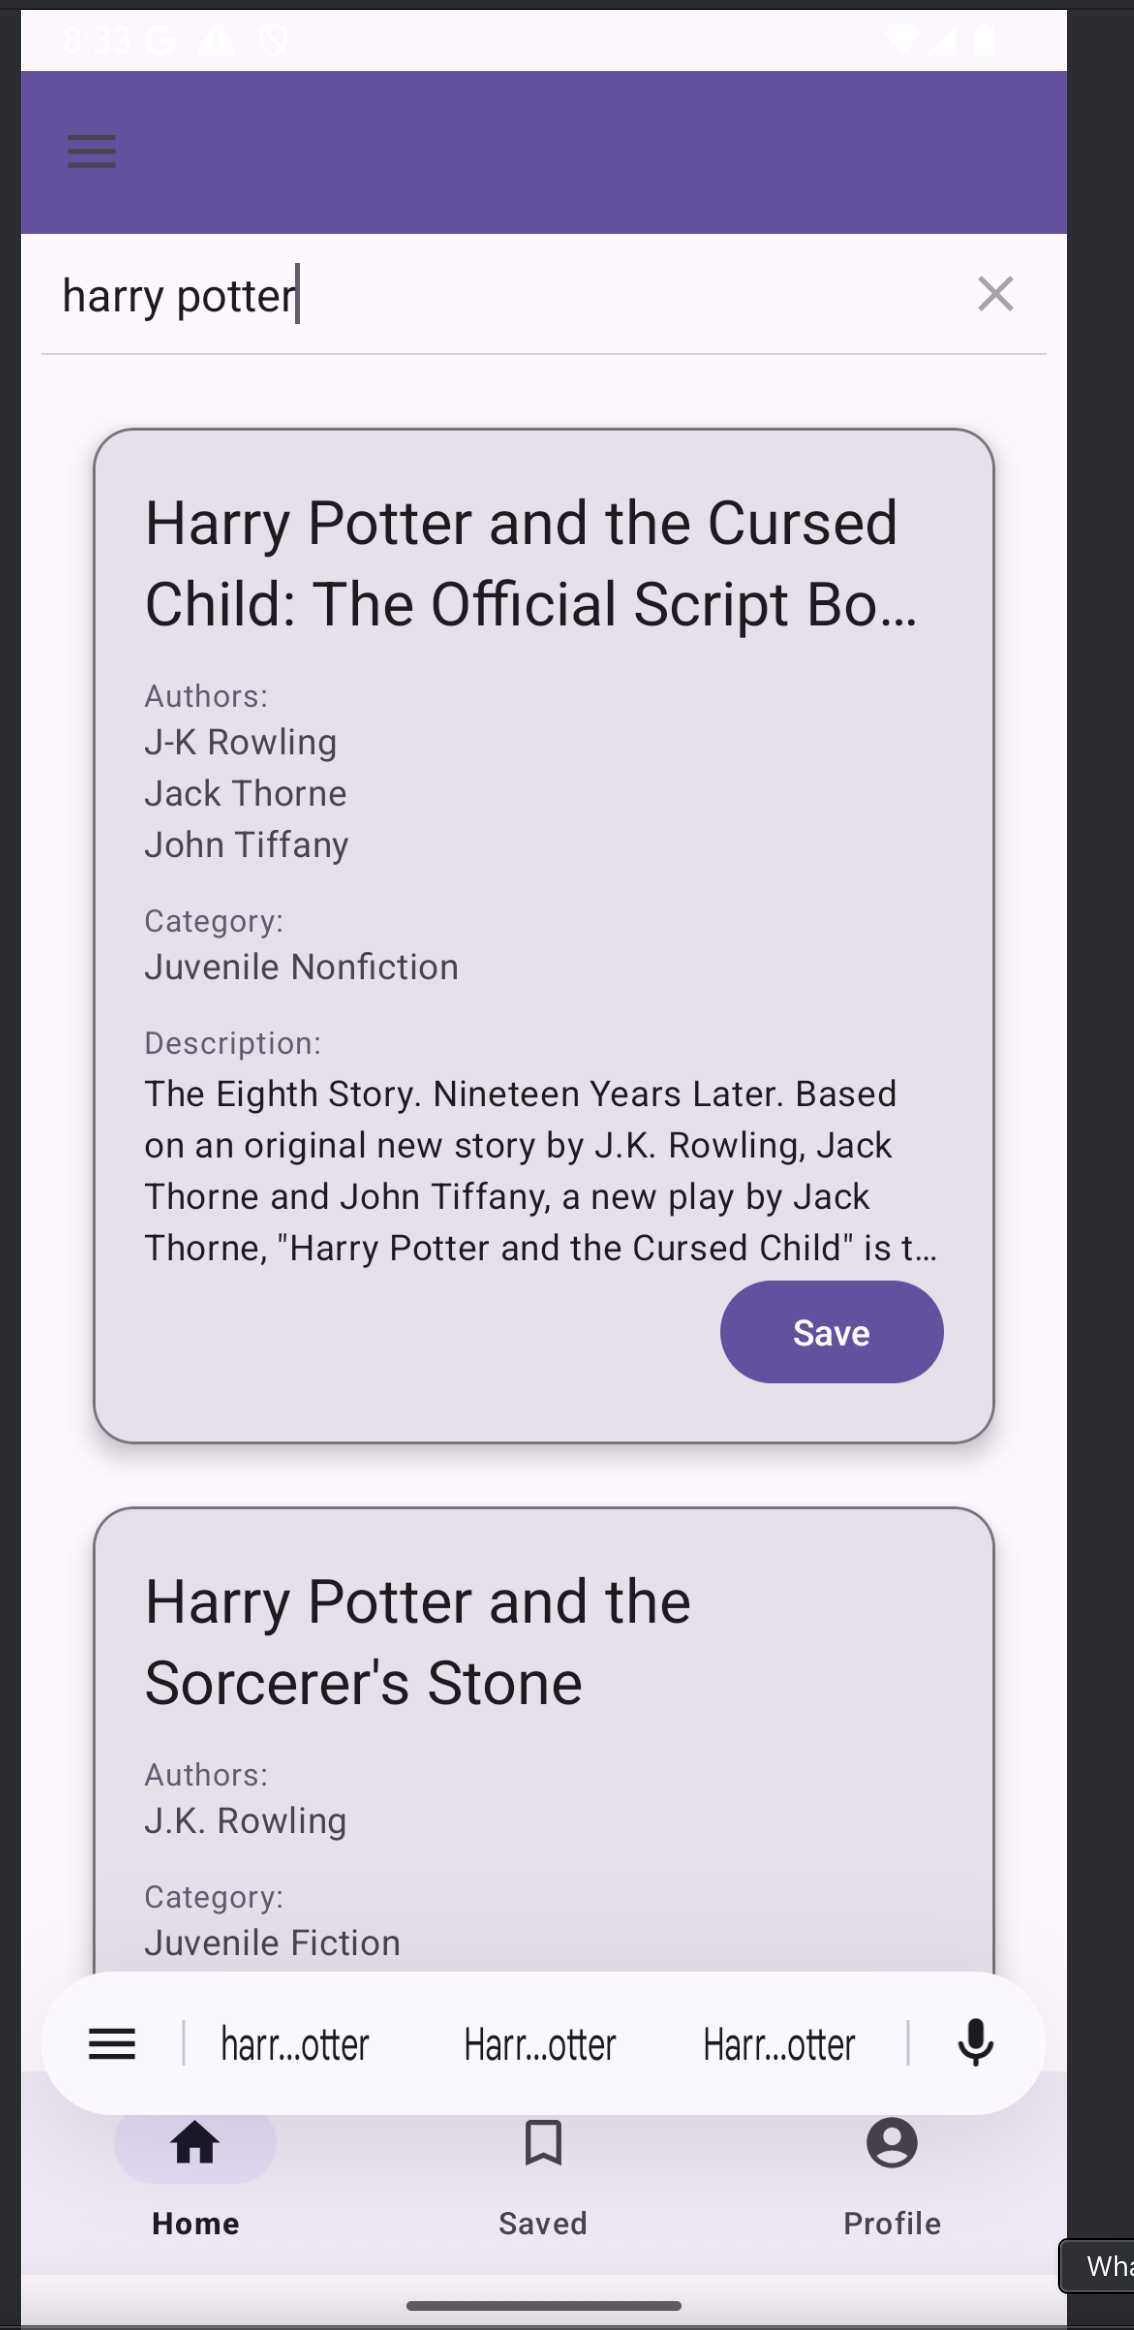 8:33
harry potter
Harry Potter and the Cursed
Child: The Official Script Bo...
Authors:
J-K Rowling
Jack Thorne
John Tiffany
Category:
Juvenile Nonfiction
Description:
The Eighth Story. Nineteen Years Later. Based
on an original new story by J.K. Rowling, Jack
Thorne and John Tiffany, a new play by Jack
Thorne, "Harry Potter and the Cursed Child" is t...
Save
Harry Potter and the
Sorcerer's Stone
Authors:
J.K. Rowling
Category:
Juvenile Fiction
harr...otter Harr...otter Harr...otter
Home Saved Profile